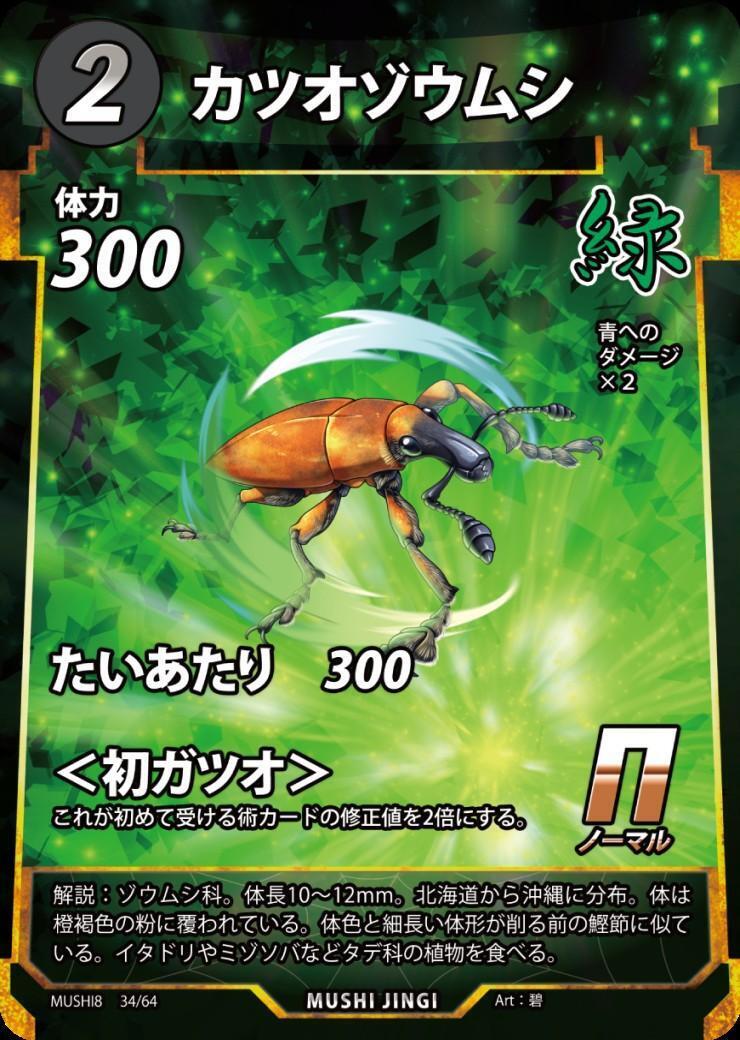 2
カツオゾウムシ
体力
300
緑
青への
ダメージ
×2
たいあたり 300
＜初ガツオ＞
これが初めて受ける術カードの修正値を2倍にする。
n
ノーマル
解説：ゾウムシ科。体長10～12mm。北海道から沖縄に分布。体は
橙褐色の粉に覆われている。体色と細長い体形が削る前の鰹節に似て
いる。イタドリやミゾソバなどタデ科の植物を食べる。
MUSHI8 34/64
MUSHI JINGI
Art：碧